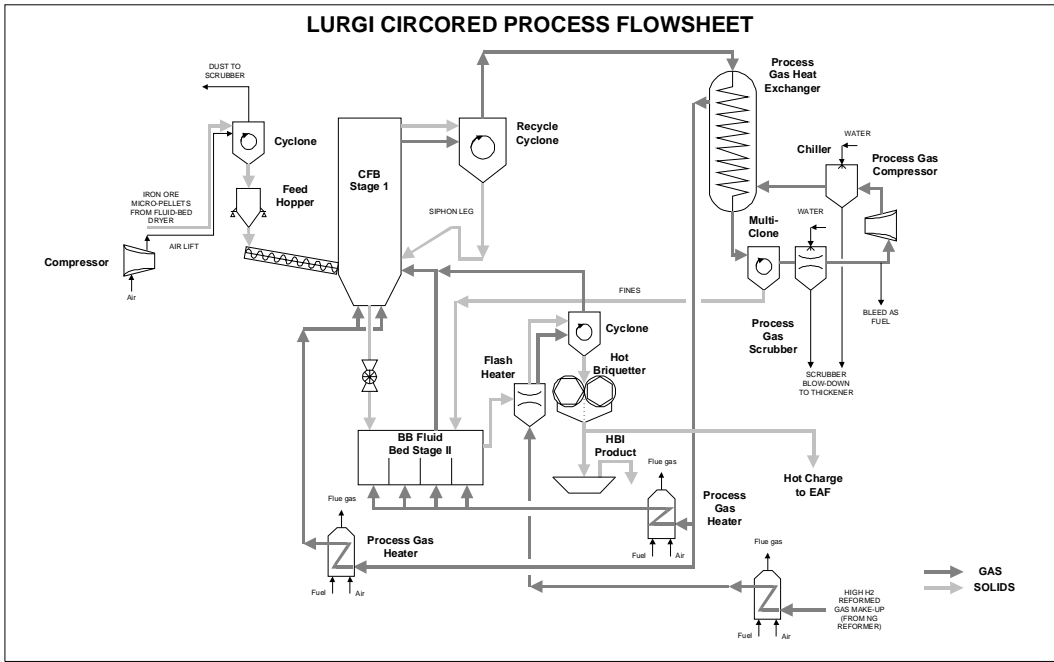 LURGI CIRCORED PROCESS FLOWSHEET
DUST TO
SCRUBBER
Cyclone
IRON ORE
MICRO-PELLETS
FROM FLUID-BED
DRYER
Feed
Hopper
AIR LIFT
Compressor
Air
CFB
Stage 1
Recycle
Cyclone
SIPHON LEG
Process
Gas Heat
Exchanger
WATER
Chiller
Process Gas
Compressor
Multi-
Clone
WATER
BLEED AS
FUEL
Process
Gas
Scrubber
SCRUBBER
BLOW-DOWN
TO THICKENER
FINES
Cyclone
Flash
Heater
Hot
Briquetter
BB Fluid
Bed Stage II
HBI
Product
Hot Charge
to EAF
Flue gas
Process
Gas
Heater
Fuel
Air
Flue gas
Process Gas
Heater
Fuel
Air
Flue gas
Fuel
Air
HIGH H2
REFORMED
GAS MAKE-UP
(FROM NG
REFORMER)
GAS
SOLIDS